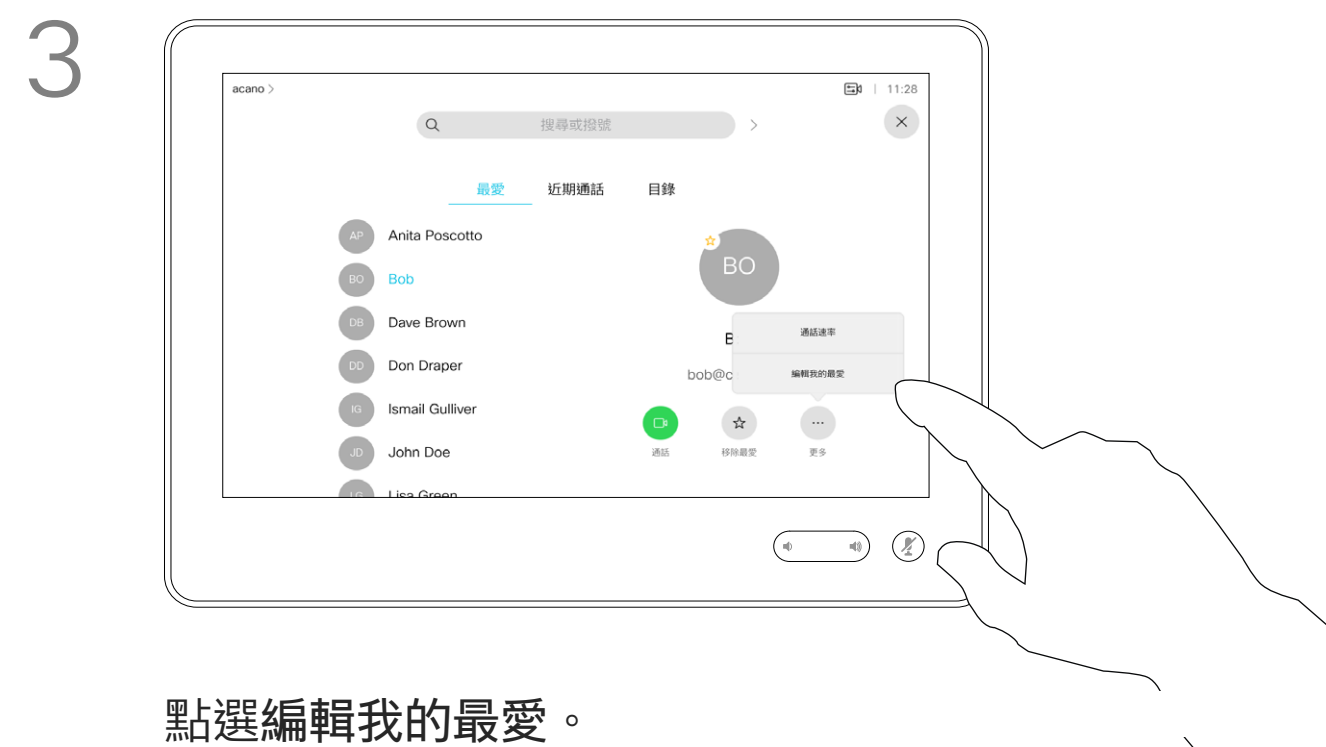 3
acano >
11:28
搜尋或撥號
最愛 近期通話 目錄
AP Anita Poscotto
BO Bob
DB Dave Brown
DD Don Draper
IG Ismail Gulliver
JD John Doe
LG Lisa Green
BO
B
bob@c
通話速率
編輯我的最愛
通話 移除最愛 更多
點選編輯我的最愛。